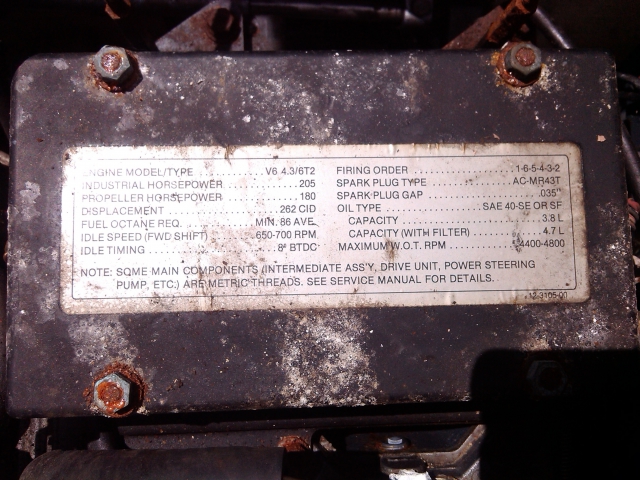 ENGINE MODEL/TYPE ............ V6 4.3/6T2
INDUSTRIAL HORSEPOWER ............ 205
PROPELLER HORSEPOWER ............ 180
DISPLACEMENT ............ 262 CID
FUEL OCTANE REQ. ............ MIN. 86 AVE.
IDLE SPEED (FWD SHIFT) ............ 650-700 RPM
IDLE TIMING ............ 8° BTDC
FIRING ORDER ............ 1-6-5-4-3-2
SPARK PLUG TYPE ............ AC-MR43T
SPARK PLUG GAP ............ .035"
OIL TYPE ............ SAE 40-SE OR SF
CAPACITY ............ 3.8 L
CAPACITY (WITH FILTER) ............ 4.7 L
MAXIMUM W.O.T. RPM ............ 4400-4800
NOTE: SOME MAIN COMPONENTS (INTERMEDIATE ASS'Y, DRIVE UNIT, POWER STEERING
PUMP, ETC.) ARE METRIC THREADS. SEE SERVICE MANUAL FOR DETAILS.
12-3105-00